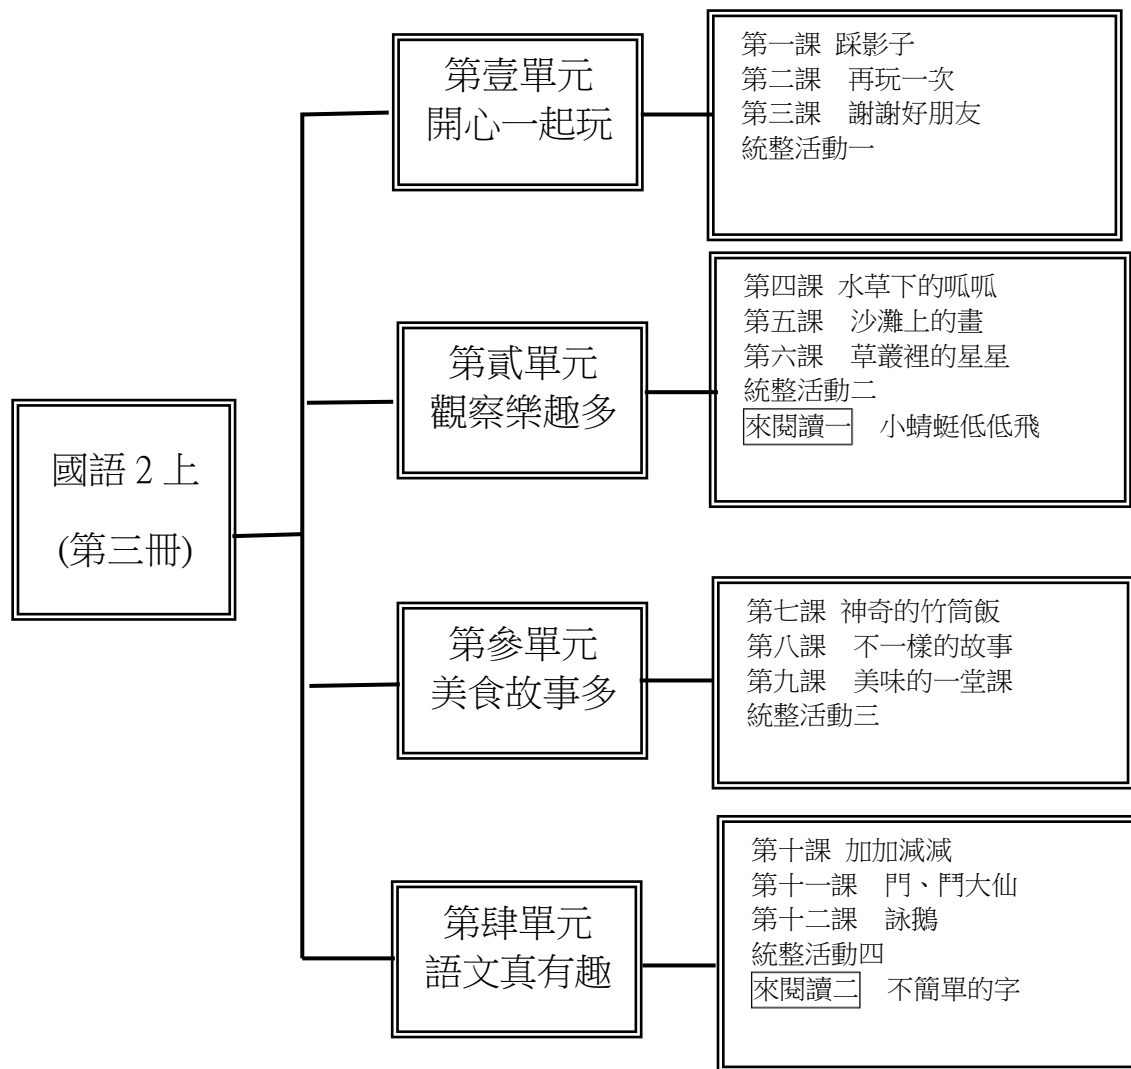 國語 2 上
(第三冊)
第壹單元
開心一起玩
第一課 踩影子
第二課 再玩一次
第三課 謝謝好朋友
統整活動一
第貳單元
觀察樂趣多
第四課 水草下的呱呱
第五課 沙灘上的畫
第六課 草叢裡的星星
統整活動二
來閱讀一 小蜻蜓低低飛
第參單元
美食故事多
第七課 神奇的竹筒飯
第八課 不一樣的故事
第九課 美味的一堂課
統整活動三
第肆單元
語文真有趣
第十課 加加減減
第十一課 門、鬥大仙
第十二課 詠鵝
統整活動四
來閱讀二 不簡單的字